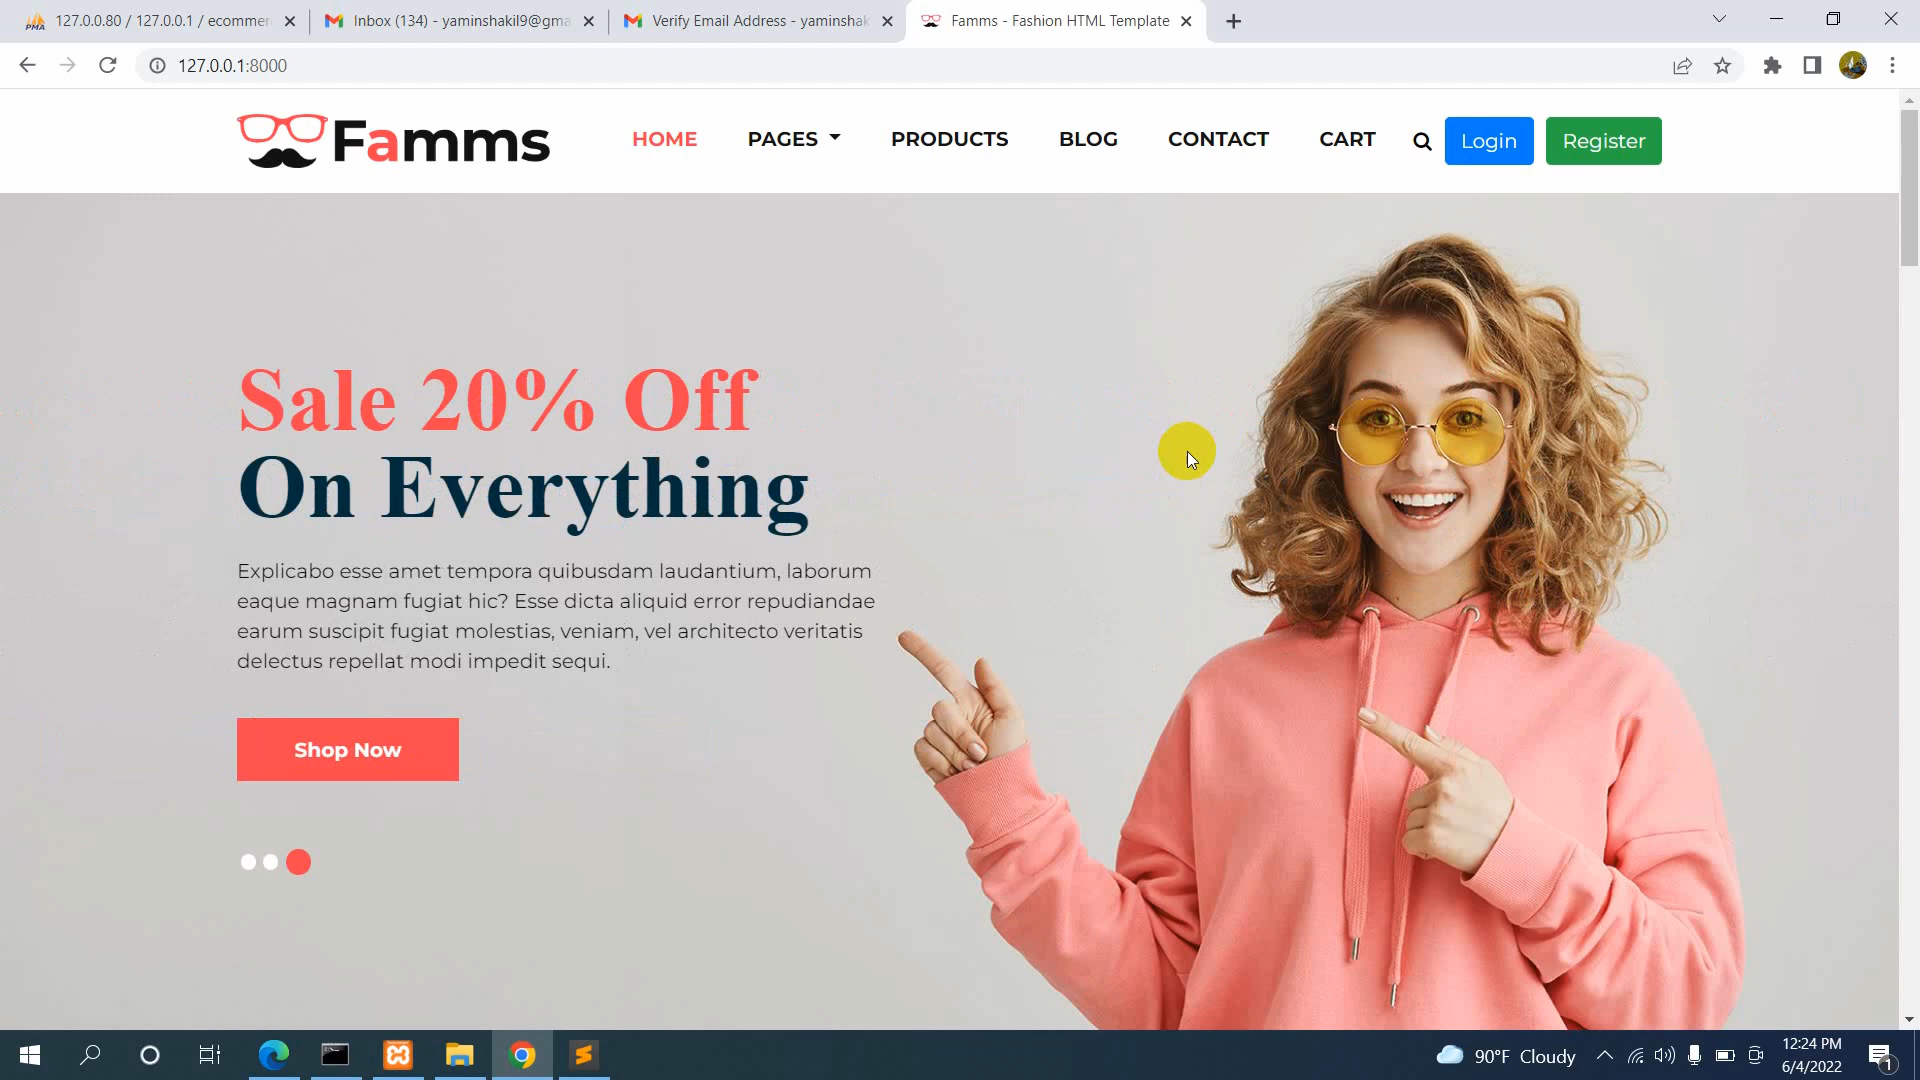 127.0.0.80 / 127.0.0.1 / ecommer
Inbox (134) - yaminshakil9@gma
Verify Email Address - yaminshak
Famms - Fashion HTML Template
127.0.0.1:8000
Famms
HOME
PAGES
PRODUCTS
BLOG
CONTACT
CART
Login
Register
Sale 20% Off
On Everything
Explicabo esse amet tempora quibusdam laudantium, laborum
eaque magnam fugiat hic? Esse dicta aliquid error repudiandae
earum suscipit fugiat molestias, veniam, vel architecto veritatis
delectus repellat modi impedit sequi.
Shop Now
90°F Cloudy
12:24 PM
6/4/2022
1